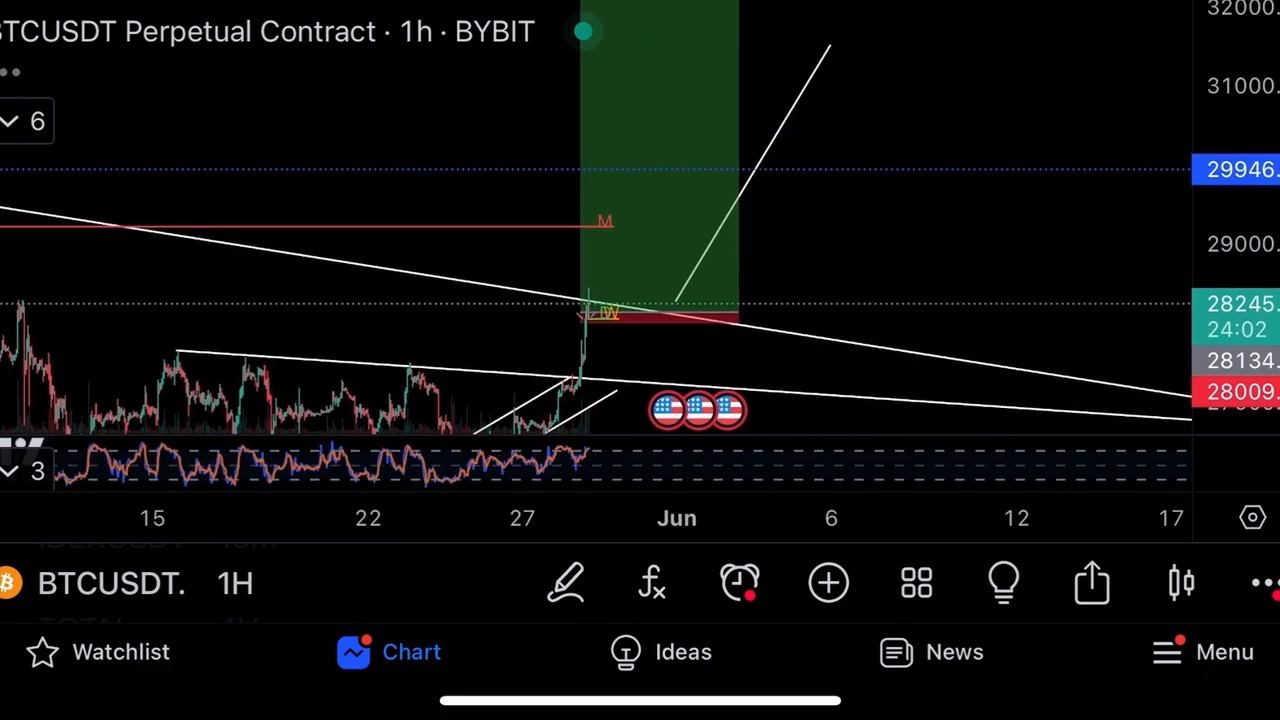 BTCUSDT Perpetual Contract · 1h · BYBIT
32000.
31000.
6
29946.
M
29000.
28245.
24:02
W
28134.
28009.
3
15 22 27 Jun 6 12 17
BTCUSDT. 1H
Watchlist Chart Ideas News Menu